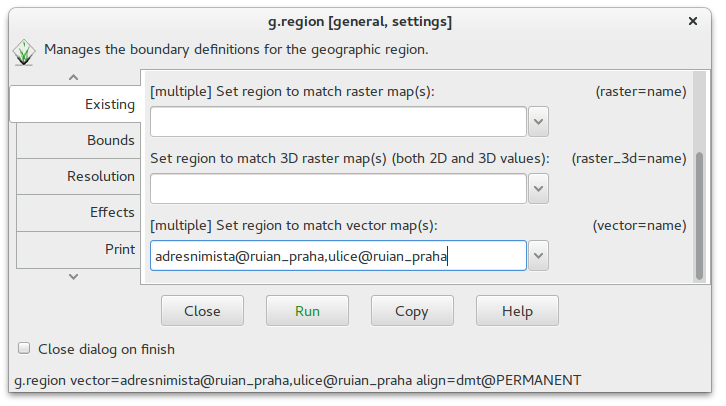 g.region [general, settings]
Manages the boundary definitions for the geographic region.
Existing
Bounds
Resolution
Effects
Print
[multiple] Set region to match raster map(s): (raster=name)
Set region to match 3D raster map(s) (both 2D and 3D values): (raster_3d=name)
[multiple] Set region to match vector map(s): (vector=name)
adresnimista@ruian_praha,ulice@ruian_praha
Close Run Copy Help
Close dialog on finish
g.region vector=adresnimista@ruian_praha,ulice@ruian_praha align=dmt@PERMANENT